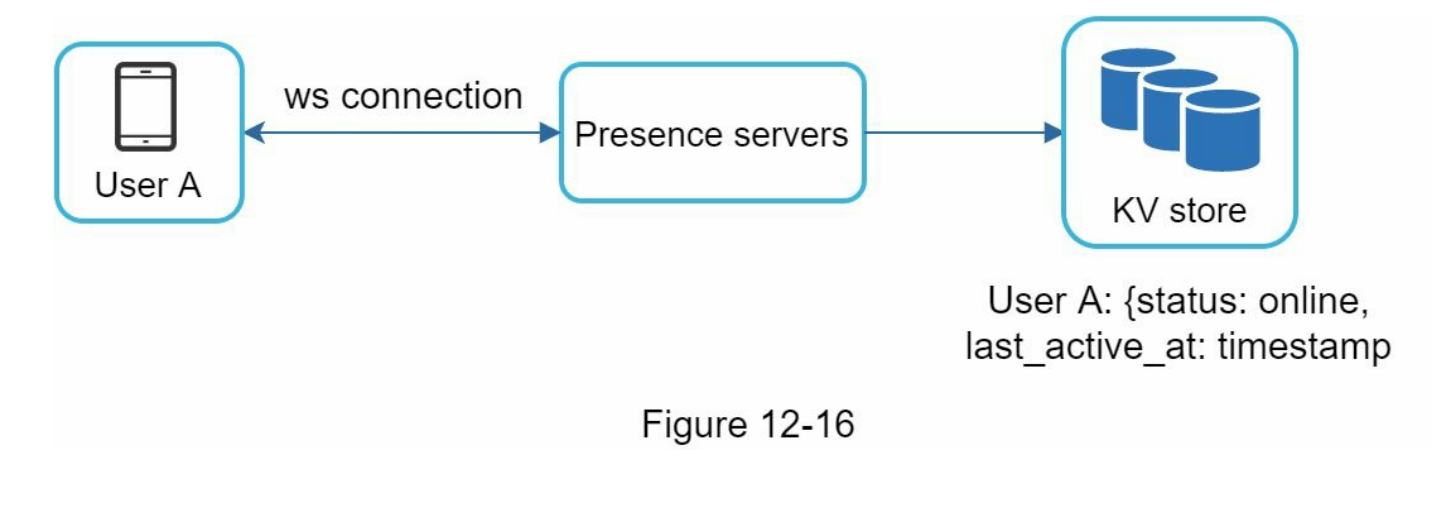 ws connection
User A
Presence servers
KV store
User A: {status: online,
last_active_at: timestamp
Figure 12-16